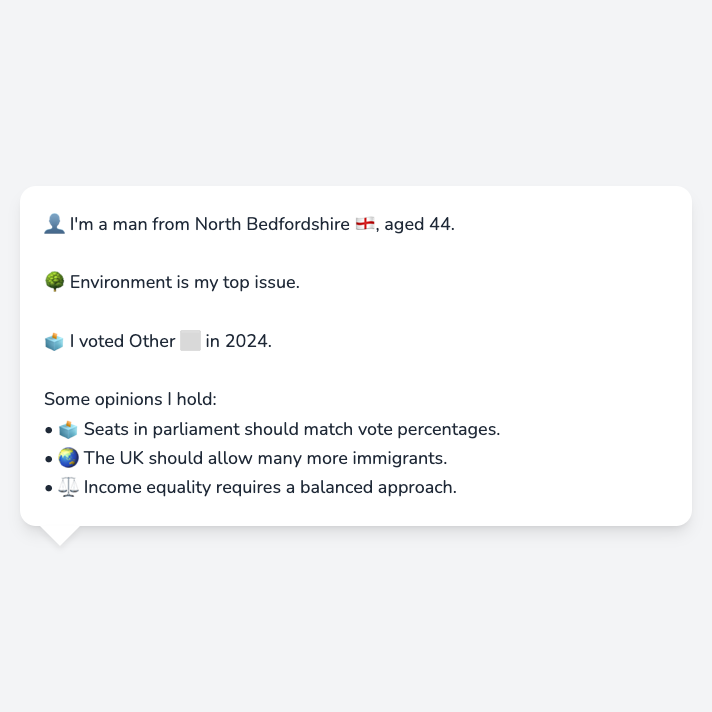 👤 I'm a man from North Bedfordshire 🏴󠁧󠁢󠁥󠁮󠁧󠁿, aged 44.
🌳 Environment is my top issue.
🗳️ I voted Other ⬜ in 2024.
Some opinions I hold:
• 🗳️ Seats in parliament should match vote percentages.
• 🌏 The UK should allow many more immigrants.
• ⚖️ Income equality requires a balanced approach.